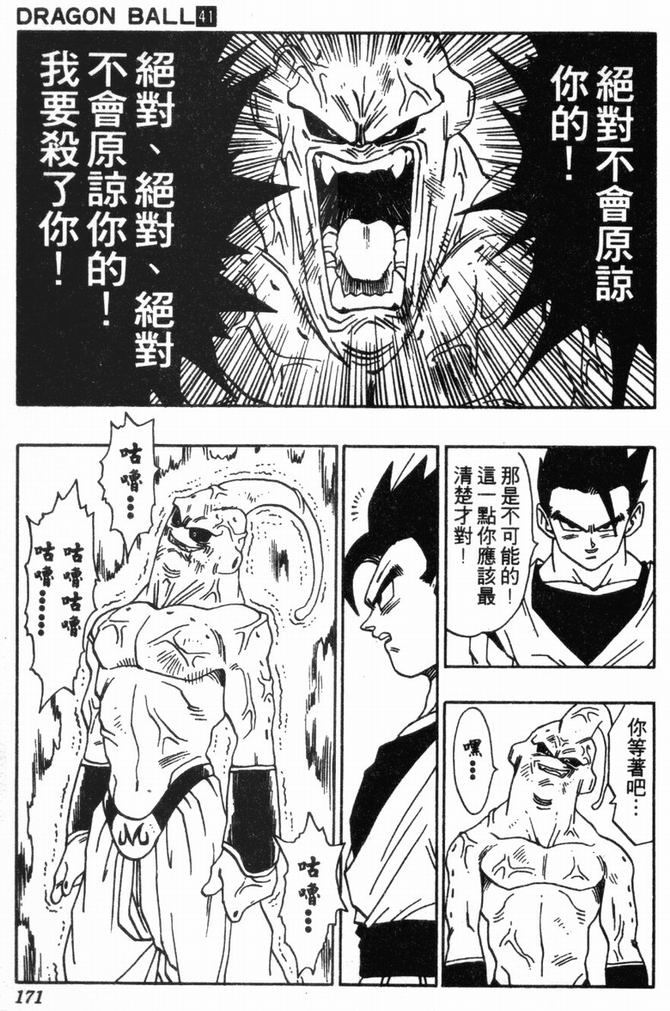 DRAGON BALL 41
絕對不會原諒
你的！
絕對、絕對、絕對
不會原諒你的！
我要殺了你！
那是不可能的！
這一點你應該最
清楚才對！
咕嚕…
咕嚕咕嚕
咕嚕……
咕嚕…
你等著吧…
嘿…
171